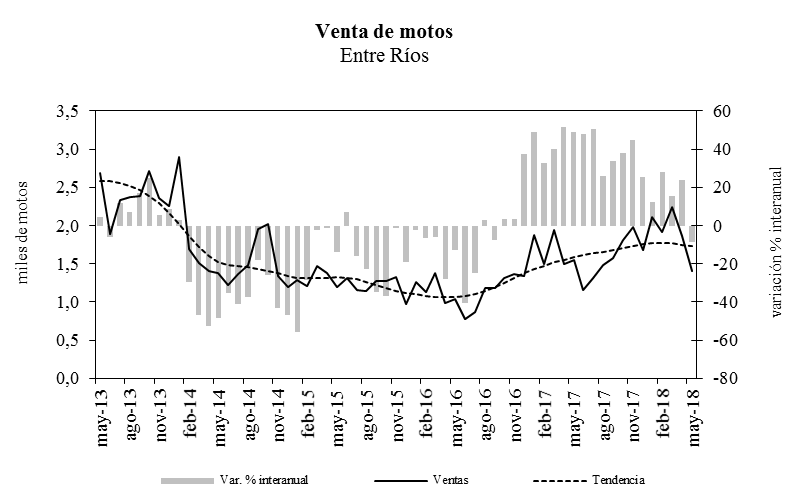 Venta de motos
Entre Ríos
miles de motos
3,5
3,0
2,5
2,0
1,5
1,0
0,5
0,0
60
40
20
0
-20
-40
-60
-80
variación % interanual
may-13
ago-13
nov-13
feb-14
may-14
ago-14
nov-14
feb-15
may-15
ago-15
nov-15
feb-16
may-16
ago-16
nov-16
feb-17
may-17
ago-17
nov-17
feb-18
may-18
Var. % interanual
Ventas
Tendencia